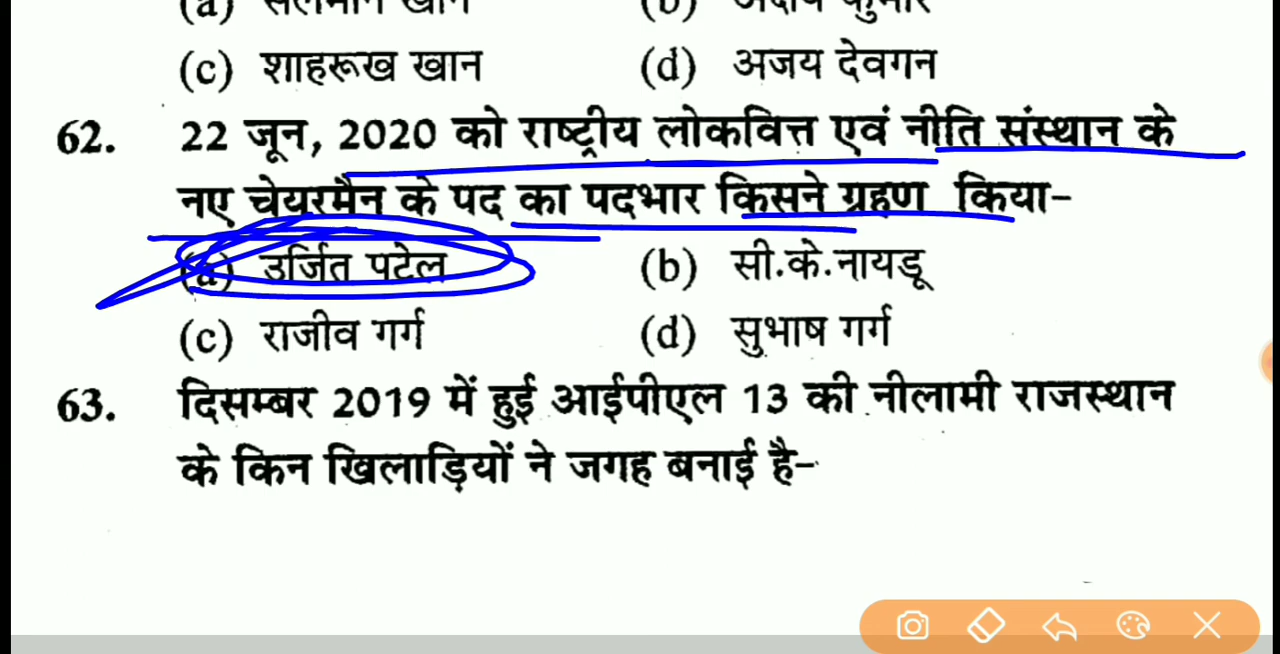 (c) शाहरूख खान (d) अजय देवगन
62. 22 जून, 2020 को राष्ट्रीय लोकवित्त एवं नीति संस्थान के
नए चेयरमैन के पद का पदभार किसने ग्रहण किया-
(a) उर्जित पटेल (b) सी.के.नायडू
(c) राजीव गर्ग (d) सुभाष गर्ग
63. दिसम्बर 2019 में हुई आईपीएल 13 की नीलामी राजस्थान
के किन खिलाड़ियों ने जगह बनाई है-